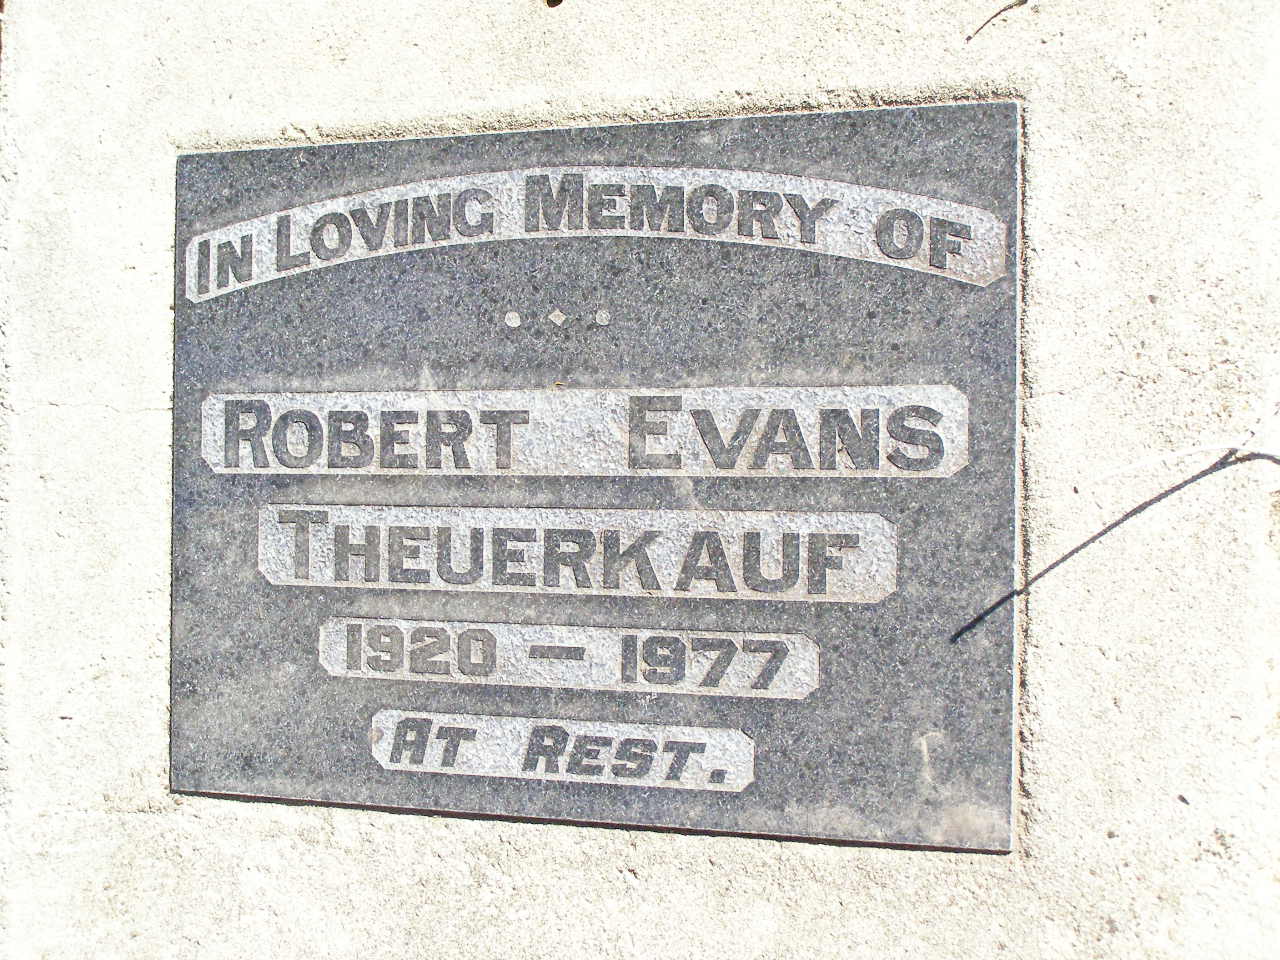 IN LOVING MEMORY OF
ROBERT EVANS
THEUERKAUF
1920 — 1977
AT REST.